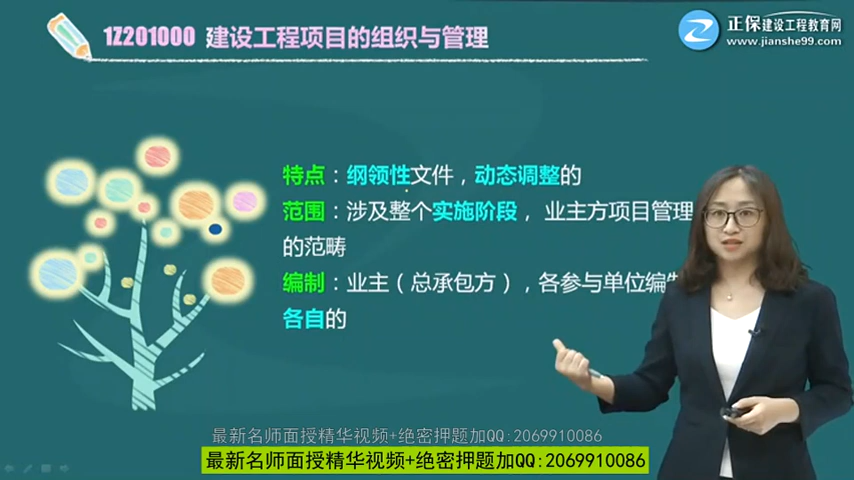 1Z201000 建设工程项目的组织与管理
正保建设工程教育网
www.jianshe99.com
特点：纲领性文件，动态调整的
范围：涉及整个实施阶段，业主方项目管理
的范畴
编制：业主（总承包方），各参与单位编制
各自的
最新名师面授精华视频+绝密押题加QQ:2069910086
最新名师面授精华视频+绝密押题加QQ:2069910086